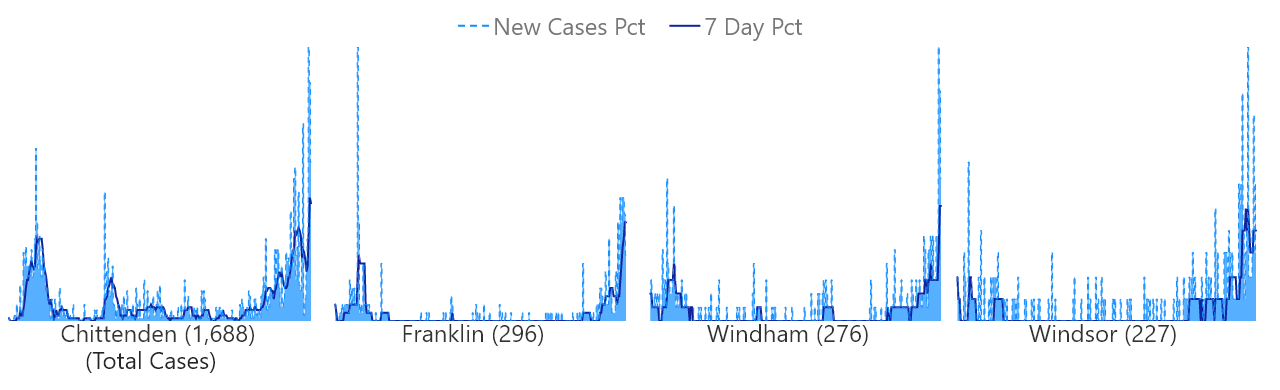 New Cases Pct 7 Day Pct
Chittenden (1,688) Franklin (296) Windham (276) Windsor (227)
(Total Cases)